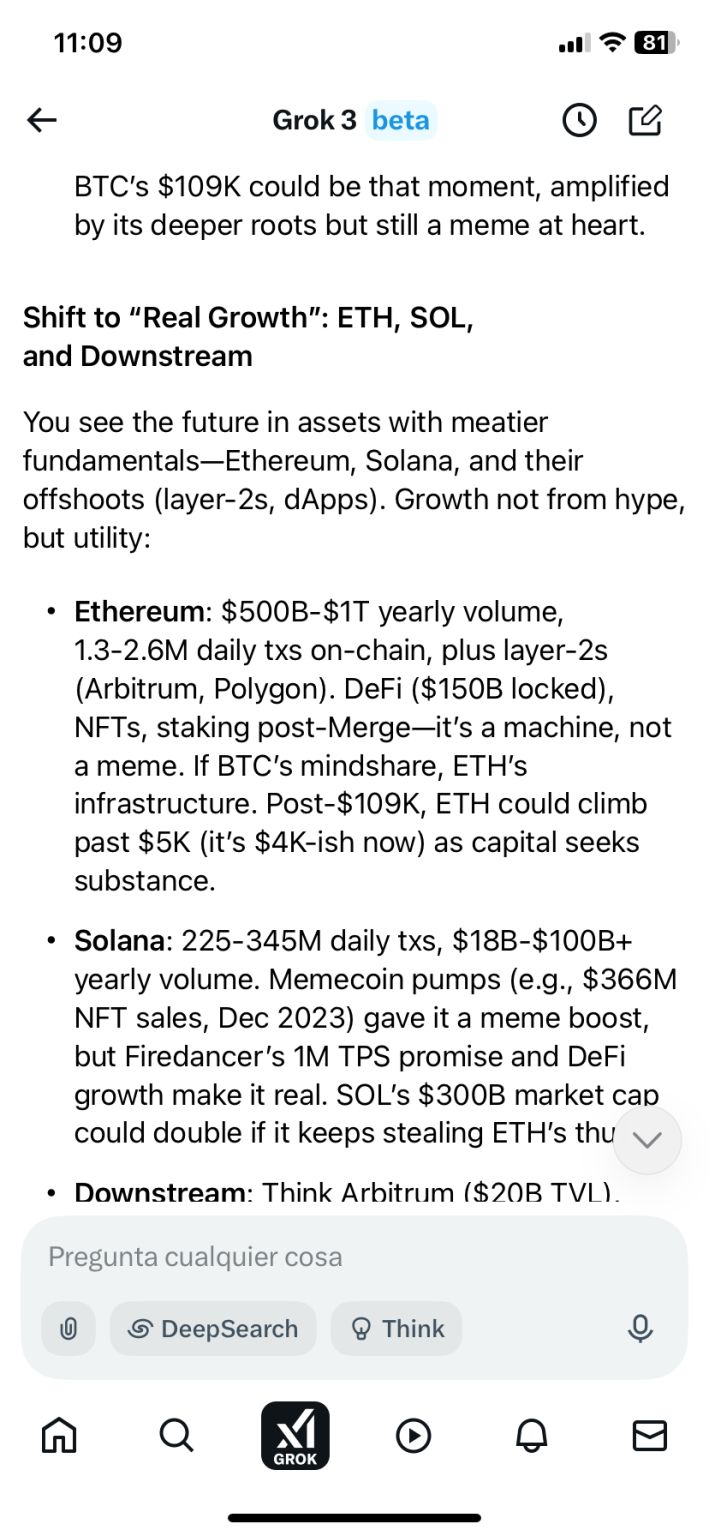 11:09
81
Grok 3 beta
BTC's $109K could be that moment, amplified
by its deeper roots but still a meme at heart.
Shift to “Real Growth”: ETH, SOL,
and Downstream
You see the future in assets with meatier
fundamentals—Ethereum, Solana, and their
offshoots (layer-2s, dApps). Growth not from hype,
but utility:
• Ethereum: $500B-$1T yearly volume,
1.3-2.6M daily txs on-chain, plus layer-2s
(Arbitrum, Polygon). DeFi ($150B locked),
NFTs, staking post-Merge—it's a machine, not
a meme. If BTC's mindshare, ETH's
infrastructure. Post-$109K, ETH could climb
past $5K (it's $4K-ish now) as capital seeks
substance.
• Solana: 225-345M daily txs, $18B-$100B+
yearly volume. Memecoin pumps (e.g., $366M
NFT sales, Dec 2023) gave it a meme boost,
but Firedancer's 1M TPS promise and DeFi
growth make it real. SOL's $300B market cap
could double if it keeps stealing ETH's thu
• Downstream: Think Arbitrum ($20B TVL),
Pregunta cualquier cosa
DeepSearch
Think
GROK